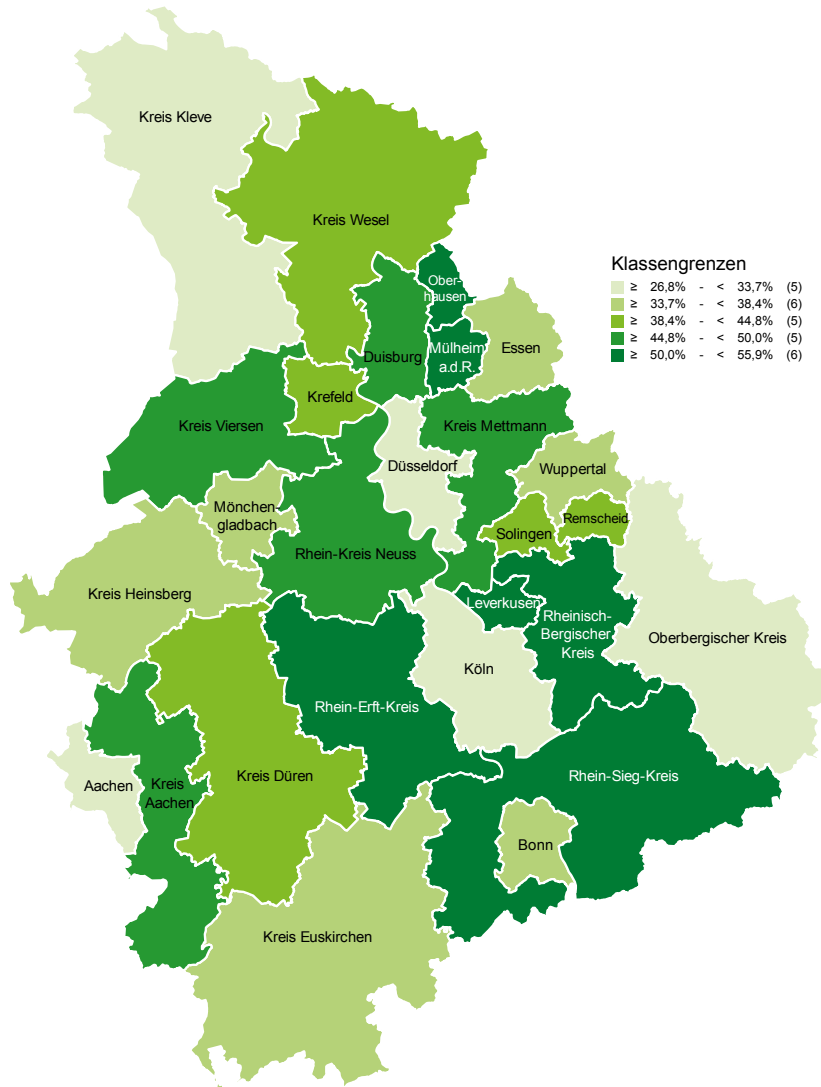 Kreis Kleve
Kreis Wesel
Klassengrenzen
≥ 26,8% - < 33,7% (5)
≥ 33,7% - < 38,4% (6)
≥ 38,4% - < 44,8% (5)
≥ 44,8% - < 50,0% (5)
≥ 50,0% - < 55,9% (6)
Ober-
hausen
Duisburg
Mülheim
a.d.R.
Essen
Krefeld
Kreis Viersen
Kreis Mettmann
Düsseldorf
Wuppertal
Mönchen-
gladbach
Solingen
Remscheid
Rhein-Kreis Neuss
Kreis Heinsberg
Leverkusen
Rheinisch-
Bergischer
Kreis
Oberbergischer Kreis
Köln
Rhein-Erft-Kreis
Aachen
Kreis
Aachen
Kreis Düren
Rhein-Sieg-Kreis
Bonn
Kreis Euskirchen